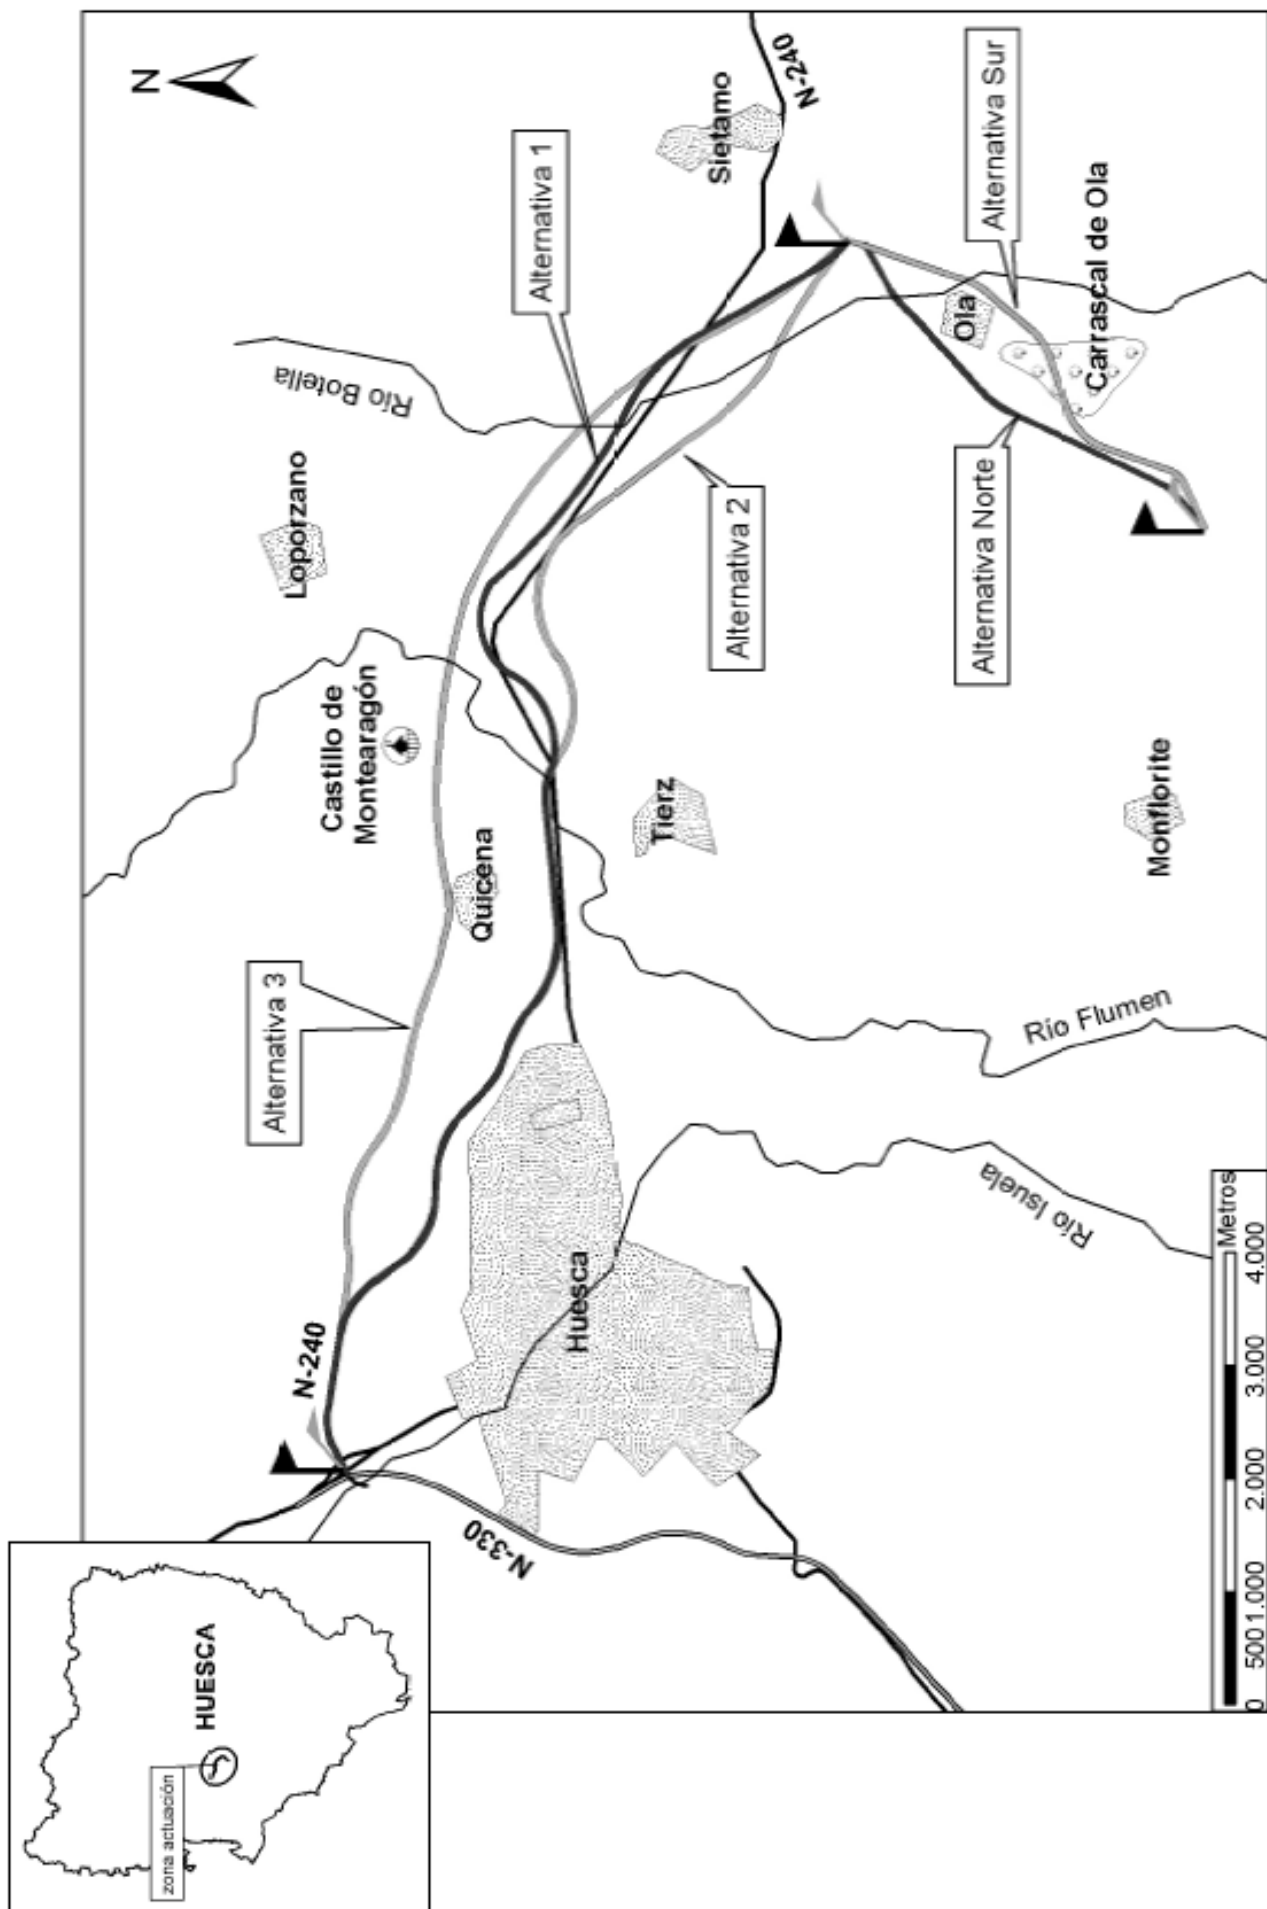 zona actuación
HUESCA
N
N-240
Alternativa 3
Castillo de
Montearagón
Loporzano
Río Botella
Alternativa 1
Quicena
Sietamo
N-240
N-330
Huesca
Tierz
Alternativa 2
Alternativa Norte
Ola
Alternativa Sur
Carrascal de Ola
Monflorite
Río Flumen
Río Isuela
Metros
0 500 1.000 2.000 3.000 4.000